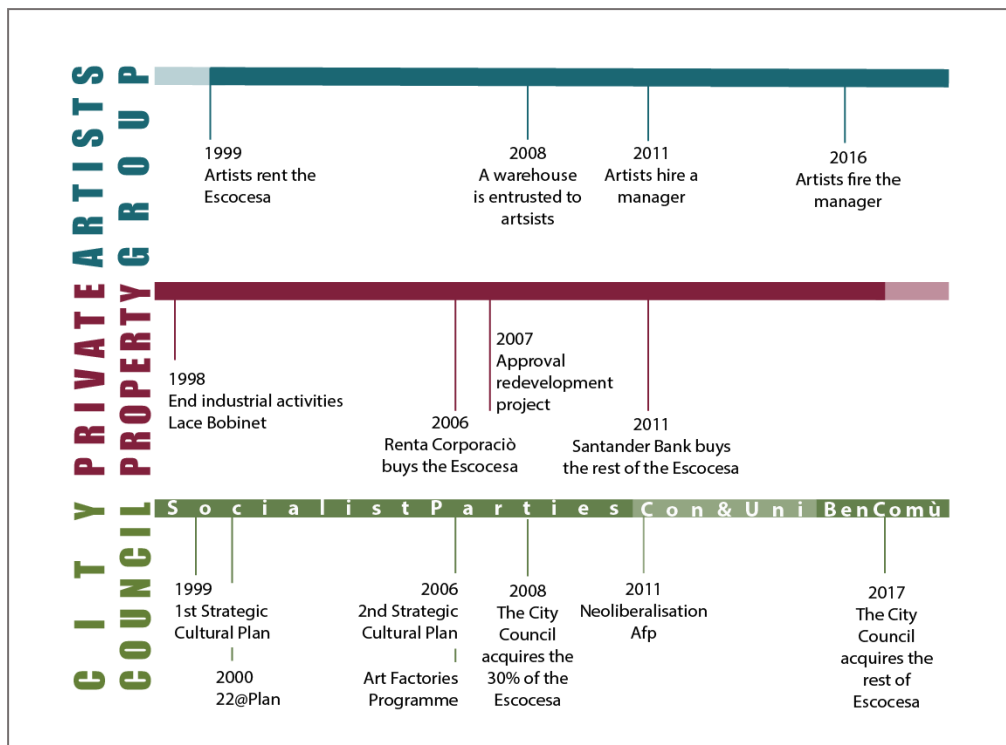 ARTISTS
GROUP
1999
Artists rent the
Escocesa
2008
A warehouse
is entrusted to
artsists
2011
Artists hire a
manager
2016
Artists fire the
manager
PRIVATE
PROPERTY
1998
End industrial activities
Lace Bobinet
2006
Renta Corporaciò
buys the Escocesa
2007
Approval
redevelopment
project
2011
Santander Bank buys
the rest of the Escocesa
CITY
COUNCIL
Socialist Parties
Con&Uni
BenComù
1999
1st Strategic
Cultural Plan
2000
22@Plan
2006
2nd Strategic
Cultural Plan
Art Factories
Programme
2008
The City
Council
acquires the
30% of the
Escocesa
2011
Neoliberalisation
Afp
2017
The City
Council
acquires the
rest of
Escocesa